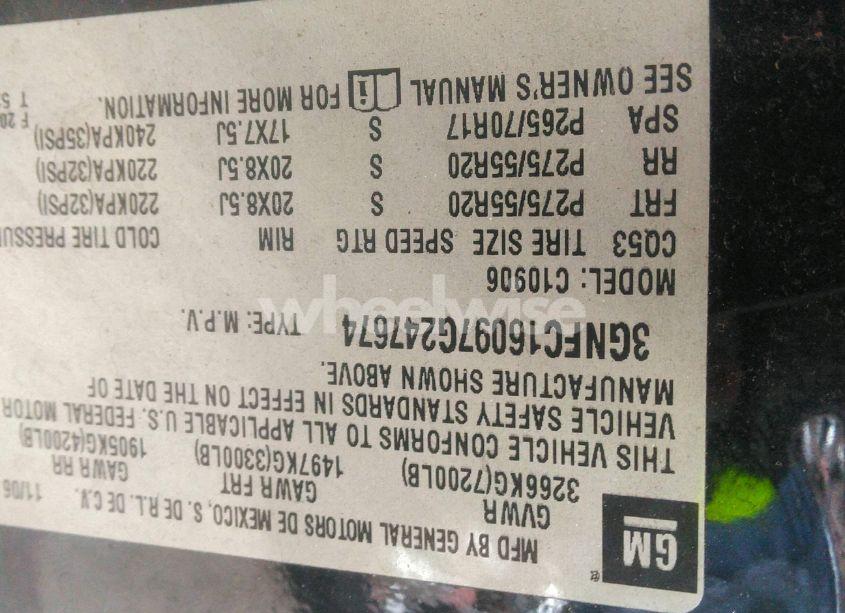 GM ®
MFD BY GENERAL MOTORS DE MEXICO, S. DE R.L. DE C.V. 11/06
GVWR GAWR FRT GAWR RR
3266KG(7200LB) 1497KG(3300LB) 1905KG(4200LB)
THIS VEHICLE CONFORMS TO ALL APPLICABLE U.S. FEDERAL MOTOR
VEHICLE SAFETY STANDARDS IN EFFECT ON THE DATE OF
MANUFACTURE SHOWN ABOVE.
3GNFC16097G247674 TYPE: M.P.V.
MODEL: C10906
CQ53 TIRE SIZE SPEED RTG RIM COLD TIRE PRESSU
FRT P275/55R20 S 20X8.5J 220KPA(32PSI)
RR P275/55R20 S 20X8.5J 220KPA(32PSI)
SPA P265/70R17 S 17X7.5J 240KPA(35PSI)
SEE OWNER'S MANUAL i FOR MORE INFORMATION.
F 20
T 5
wheelwise